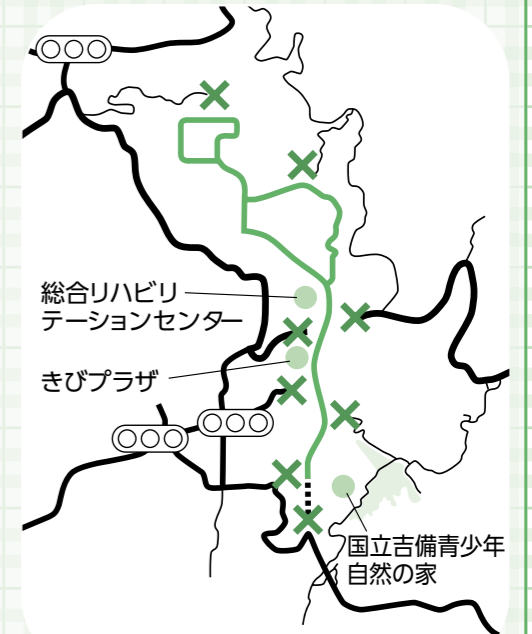 総合リハビリ
テーションセンター
きびプラザ
国立吉備青少年
自然の家